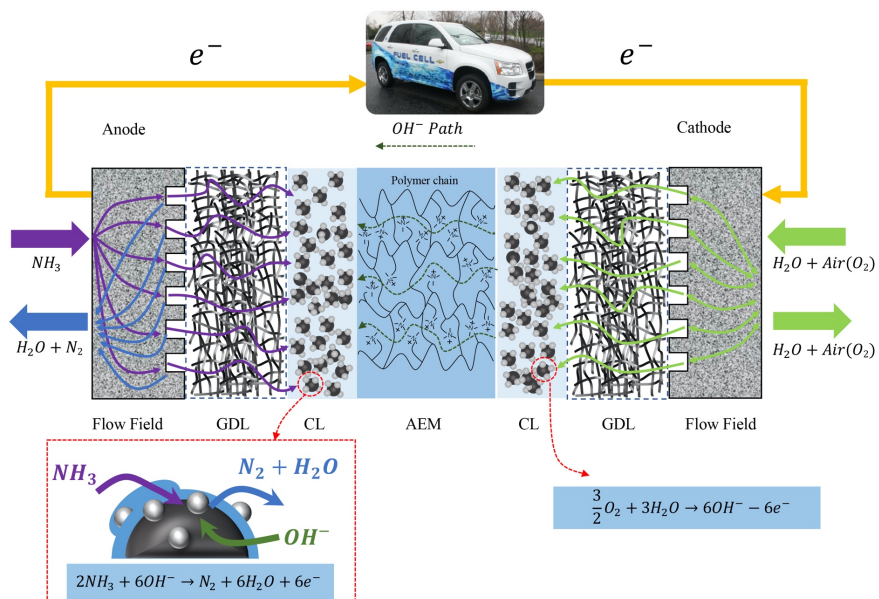 e⁻
e⁻
FUEL CELL
Anode
OH⁻ Path
Cathode
Polymer chain
NH₃
H₂O + Air(O₂)
H₂O + N₂
H₂O + Air(O₂)
Flow Field
GDL
CL
AEM
CL
GDL
Flow Field
NH₃
N₂ + H₂O
OH⁻
2NH₃ + 6OH⁻ → N₂ + 6H₂O + 6e⁻
3/2 O₂ + 3H₂O → 6OH⁻ − 6e⁻